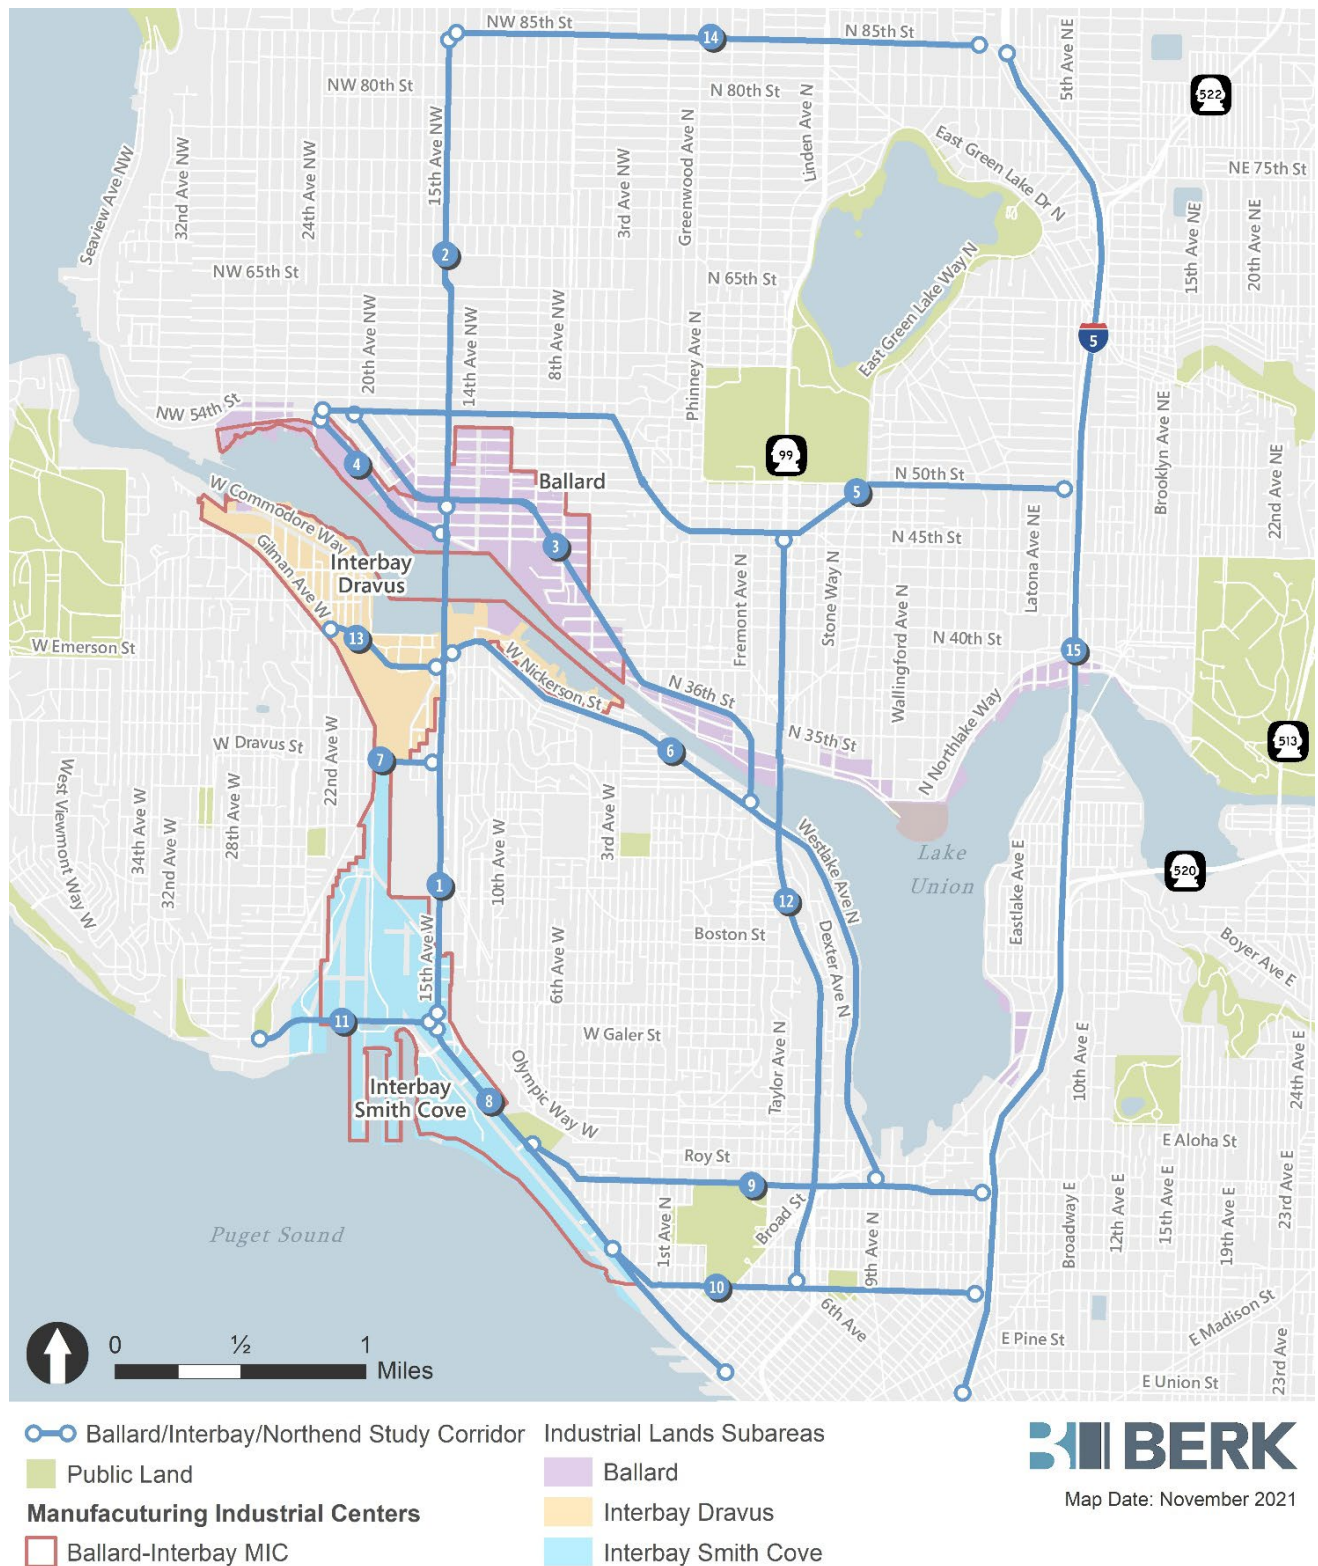 NW 85th St
14
N 85th St
5th Ave NE
522
NW 80th St
N 80th St
15th Ave NW
Linden Ave N
East Green Lake Dr N
NE 75th St
Seaview Ave NW
32nd Ave NW
24th Ave NW
3rd Ave NW
Greenwood Ave N
15th Ave NE
20th Ave NE
2
NW 65th St
N 65th St
East Green Lake Way N
20th Ave NW
14th Ave NW
8th Ave NW
Phinney Ave N
5
NW 54th St
Brooklyn Ave NE
22nd Ave NE
4
99
Ballard
N 50th St
5
W Commodore Way
Gilman Ave W
Interbay
Dravus
3
N 45th St
Latona Ave NE
Fremont Ave N
Stone Way N
Wallingford Ave N
W Emerson St
13
N 40th St
15
W Nickerson St
N 36th St
N Northlake Way
W Dravus St
22nd Ave W
7
6
N 35th St
513
West Viewmont Way W
34th Ave W
32nd Ave W
28th Ave W
10th Ave W
3rd Ave W
Westlake Ave N
Lake
Union
520
1
12
Eastlake Ave E
15th Ave W
6th Ave W
Boston St
Dexter Ave N
Boyer Ave E
11
W Galer St
Olympic Way W
Taylor Ave N
10th Ave E
24th Ave E
Interbay
Smith Cove
8
E Aloha St
Roy St
9
Puget Sound
1st Ave N
Broad St
9th Ave N
Broadway E
12th Ave E
15th Ave E
19th Ave E
23rd Ave E
10
6th Ave
E Pine St
E Madison St
23rd Ave
E Union St
0 ½ 1
Miles
Ballard/Interbay/Northend Study Corridor
Public Land
Manufacuturing Industrial Centers
Ballard-Interbay MIC
Industrial Lands Subareas
Ballard
Interbay Dravus
Interbay Smith Cove
BERK
Map Date: November 2021